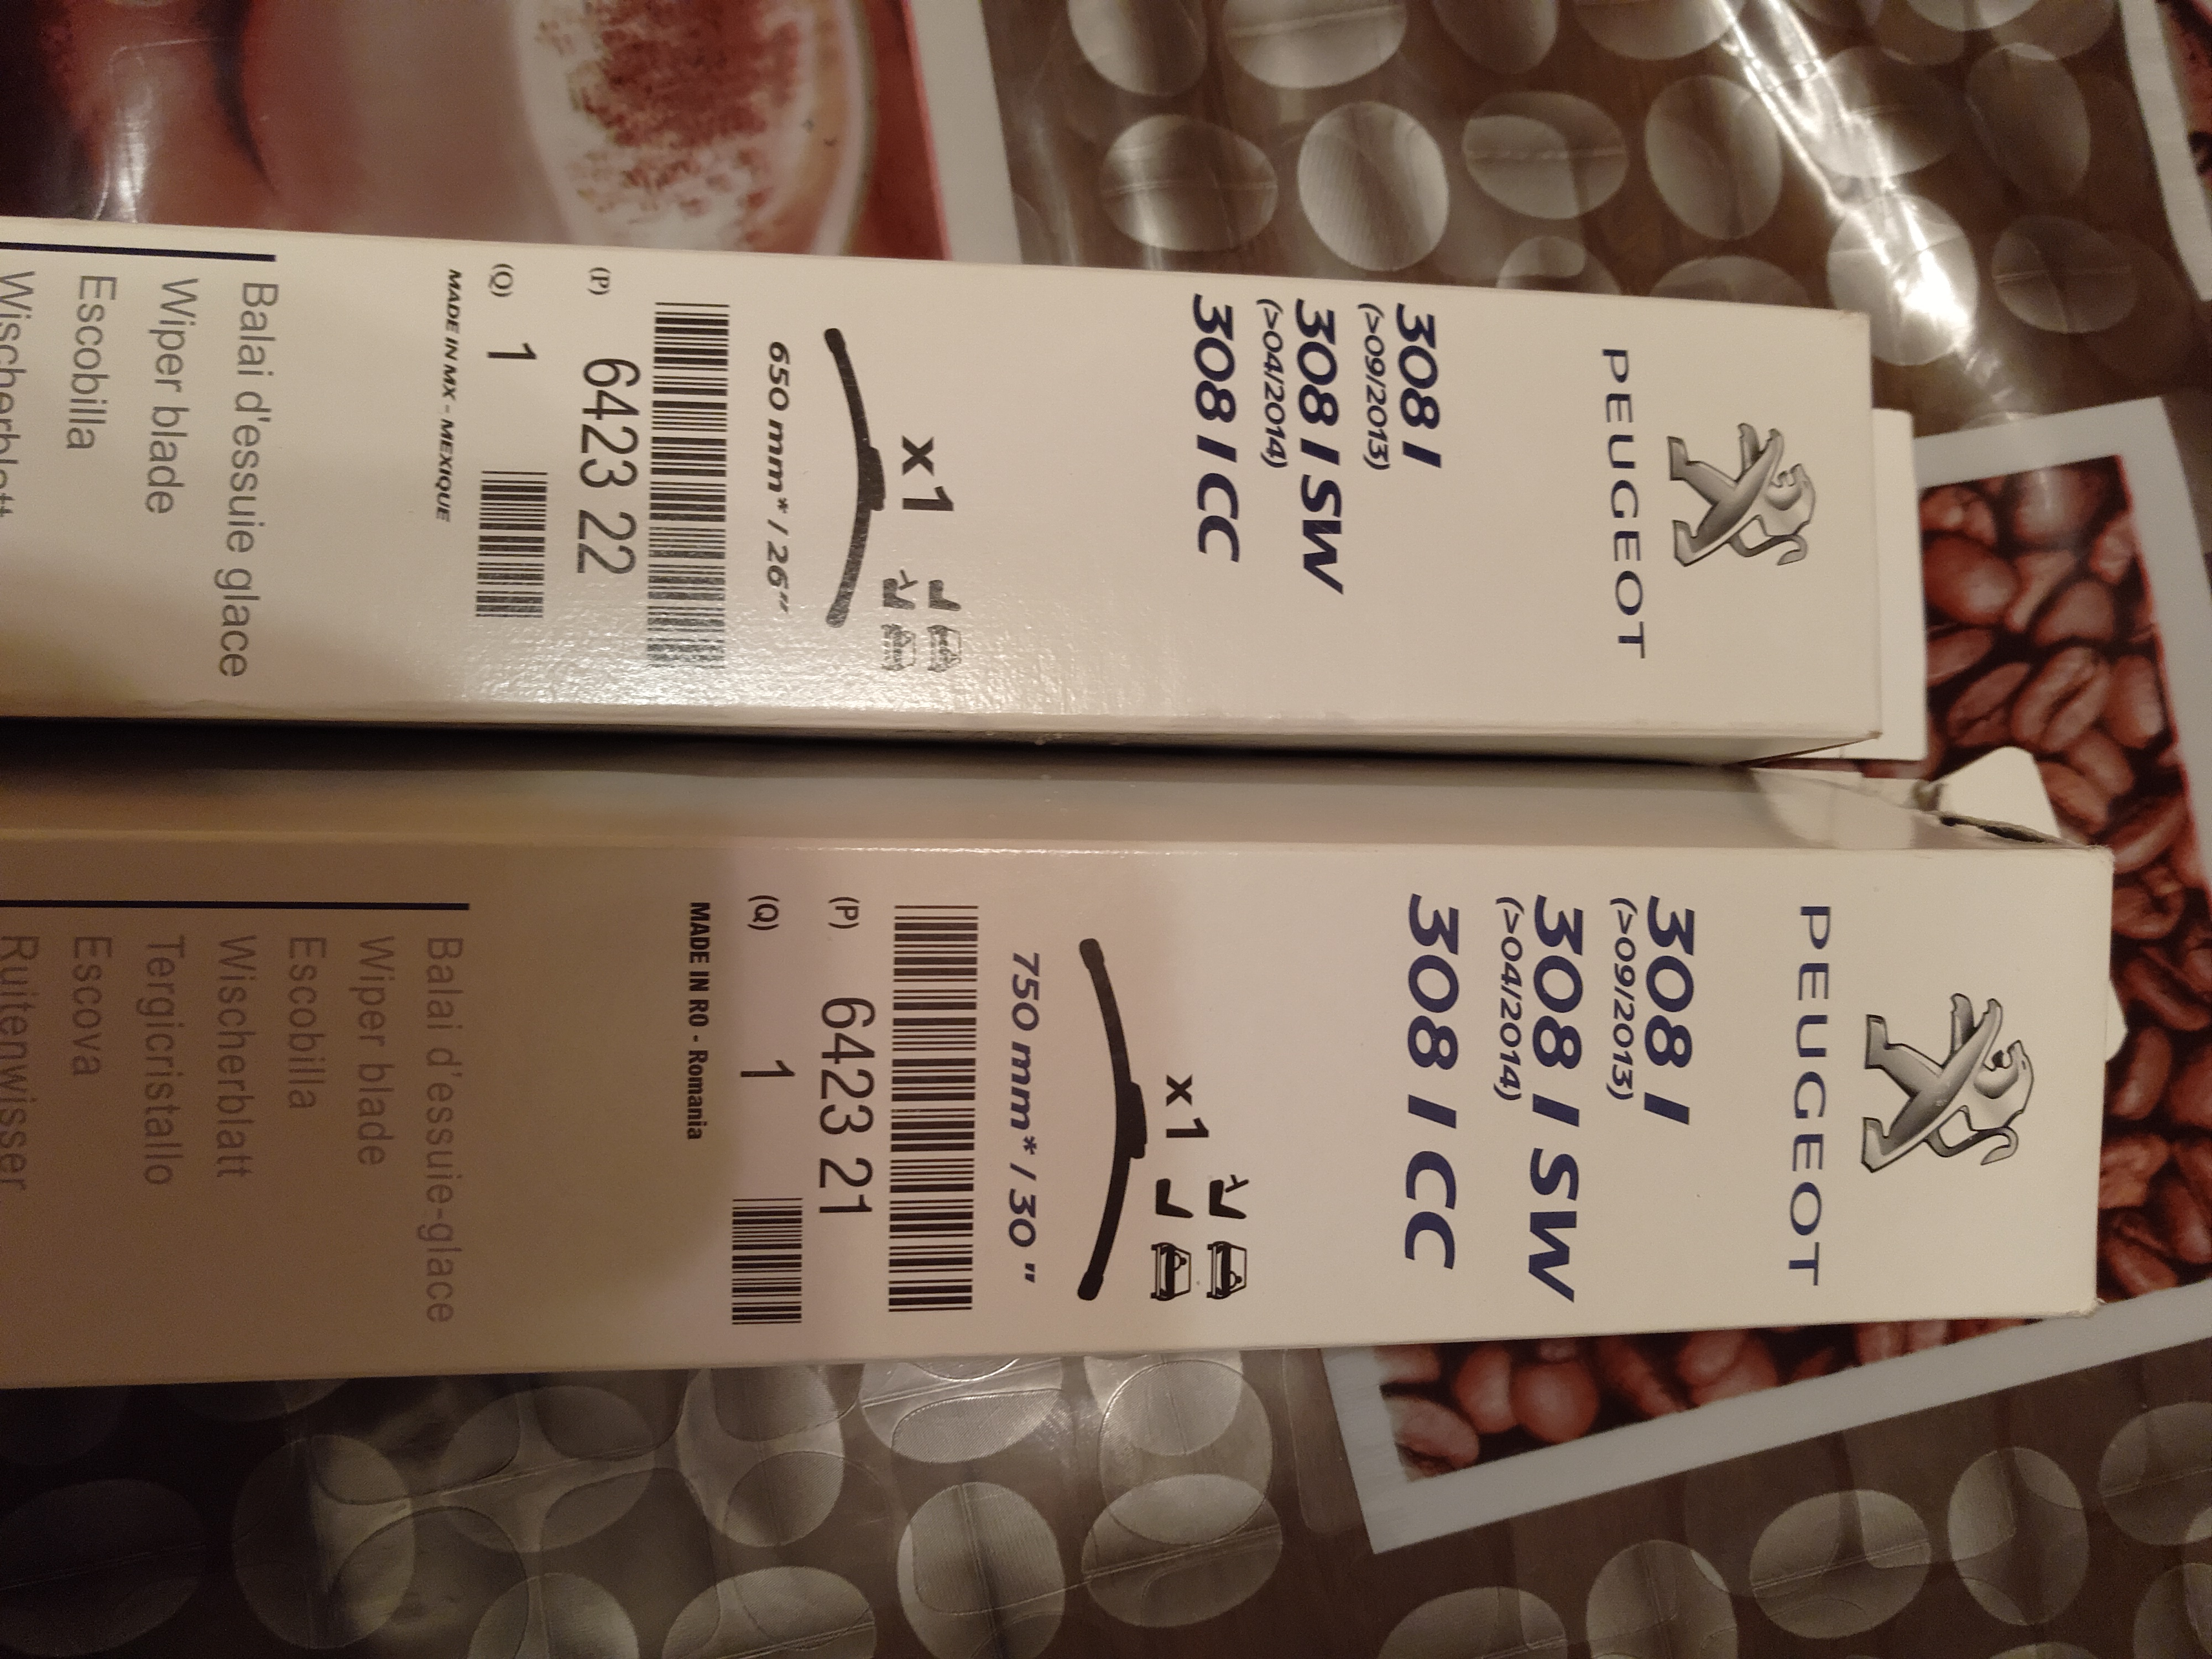 PEUGEOT
308 I
(>09/2013)
308 I SW
(>04/2014)
308 I CC
x1
650 mm* / 26"
(P) 6423 22
(Q) 1
MADE IN MX - MEXIQUE
Balai d'essuie glace
Wiper blade
Escobilla
Wischerblatt
PEUGEOT
308 I
(>09/2013)
308 I SW
(>04/2014)
308 I CC
x1
750 mm* / 30 "
(P) 6423 21
(Q) 1
MADE IN RO - Romania
Balai d'essuie-glace
Wiper blade
Escobilla
Wischerblatt
Tergicristallo
Escova
Ruitenwisser